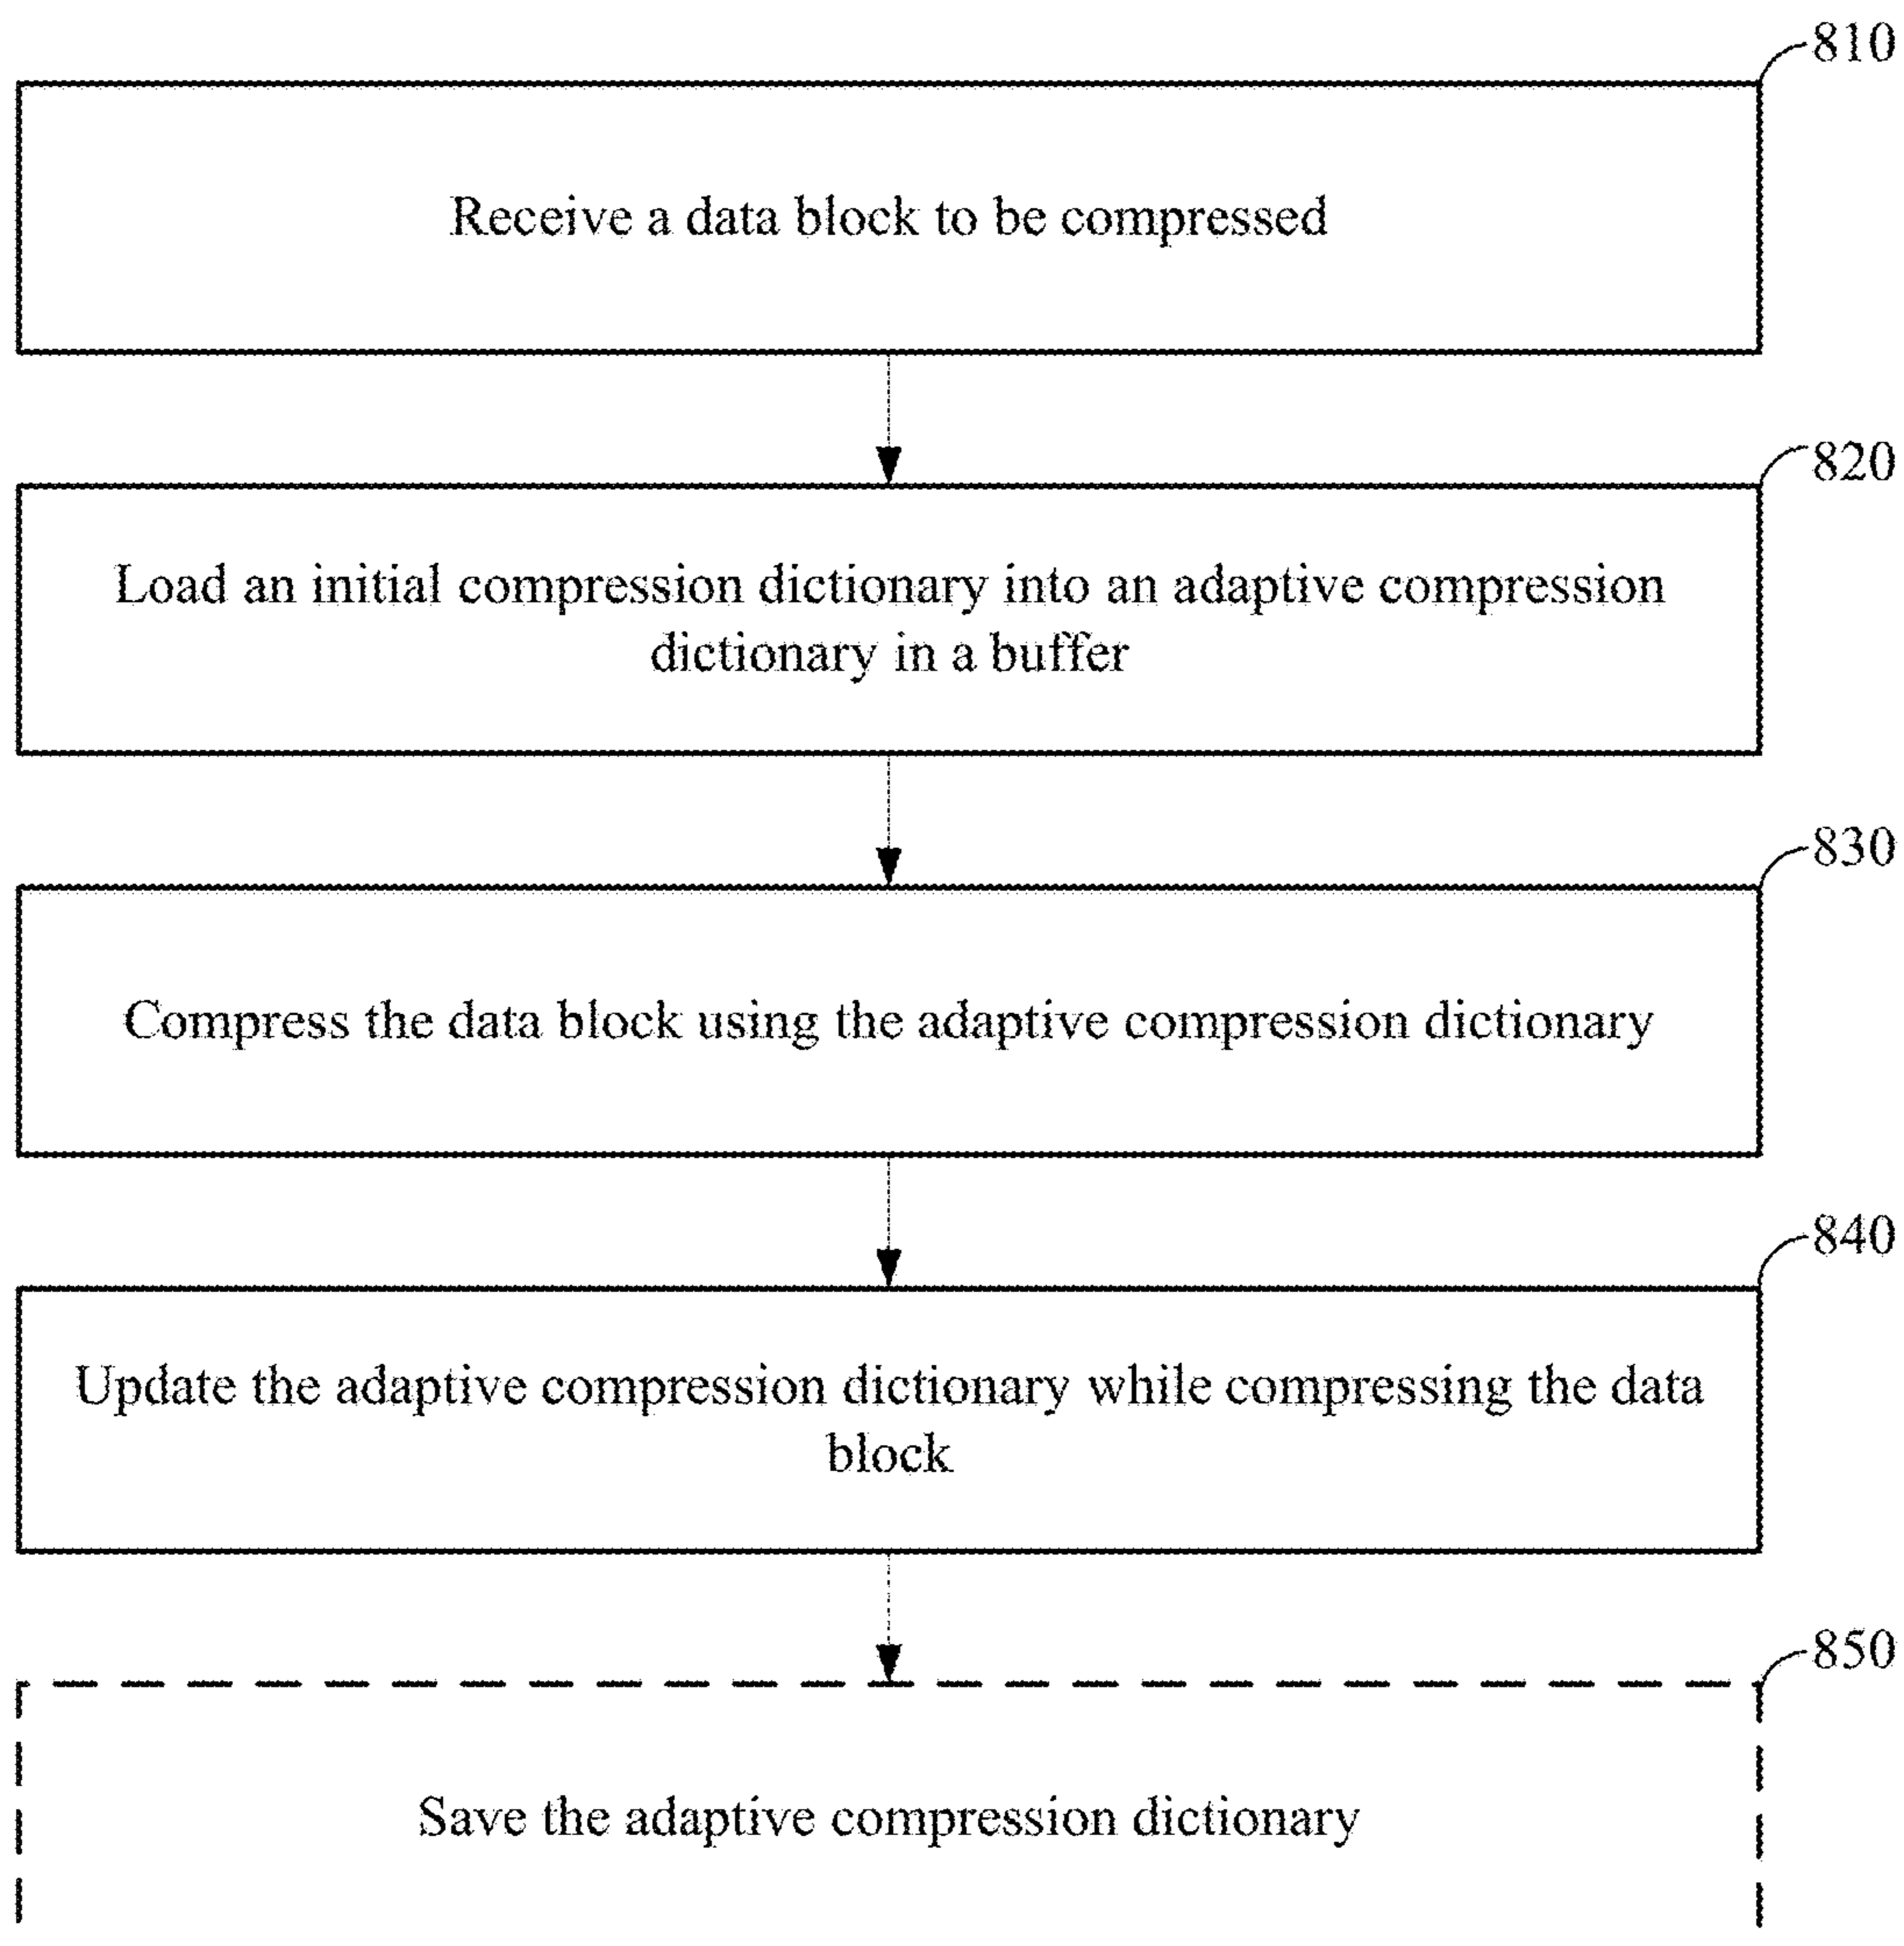 810
Receive a data block to be compressed
820
Load an initial compression dictionary into an adaptive compression
dictionary in a buffer
830
Compress the data block using the adaptive compression dictionary
840
Update the adaptive compression dictionary while compressing the data
block
850
Save the adaptive compression dictionary